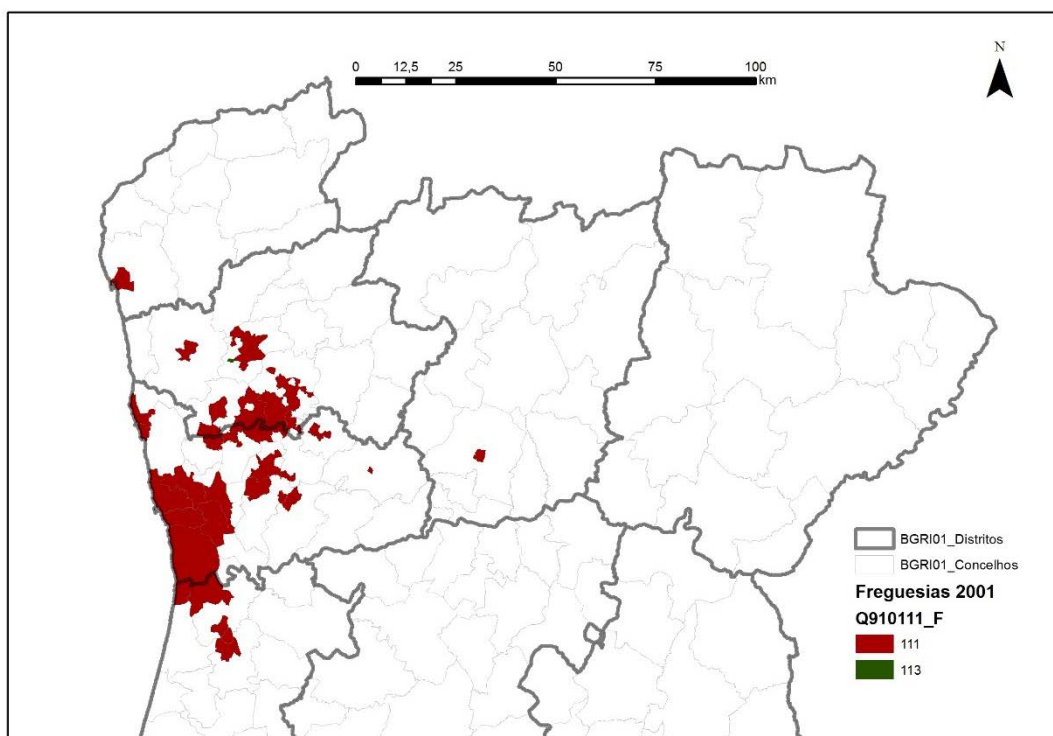 N
0 12,5 25 50 75 100
km
BGRI01_Distritos
BGRI01_Concelhos
Freguesias 2001
Q910111_F
111
113